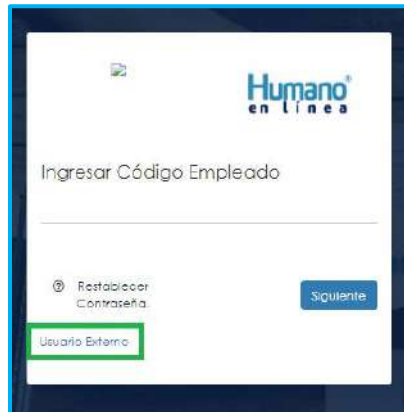 Humano®
en línea
Ingresar Código Empleado
Restablecer
Contraseña.
Siguiente
Usuario Externo